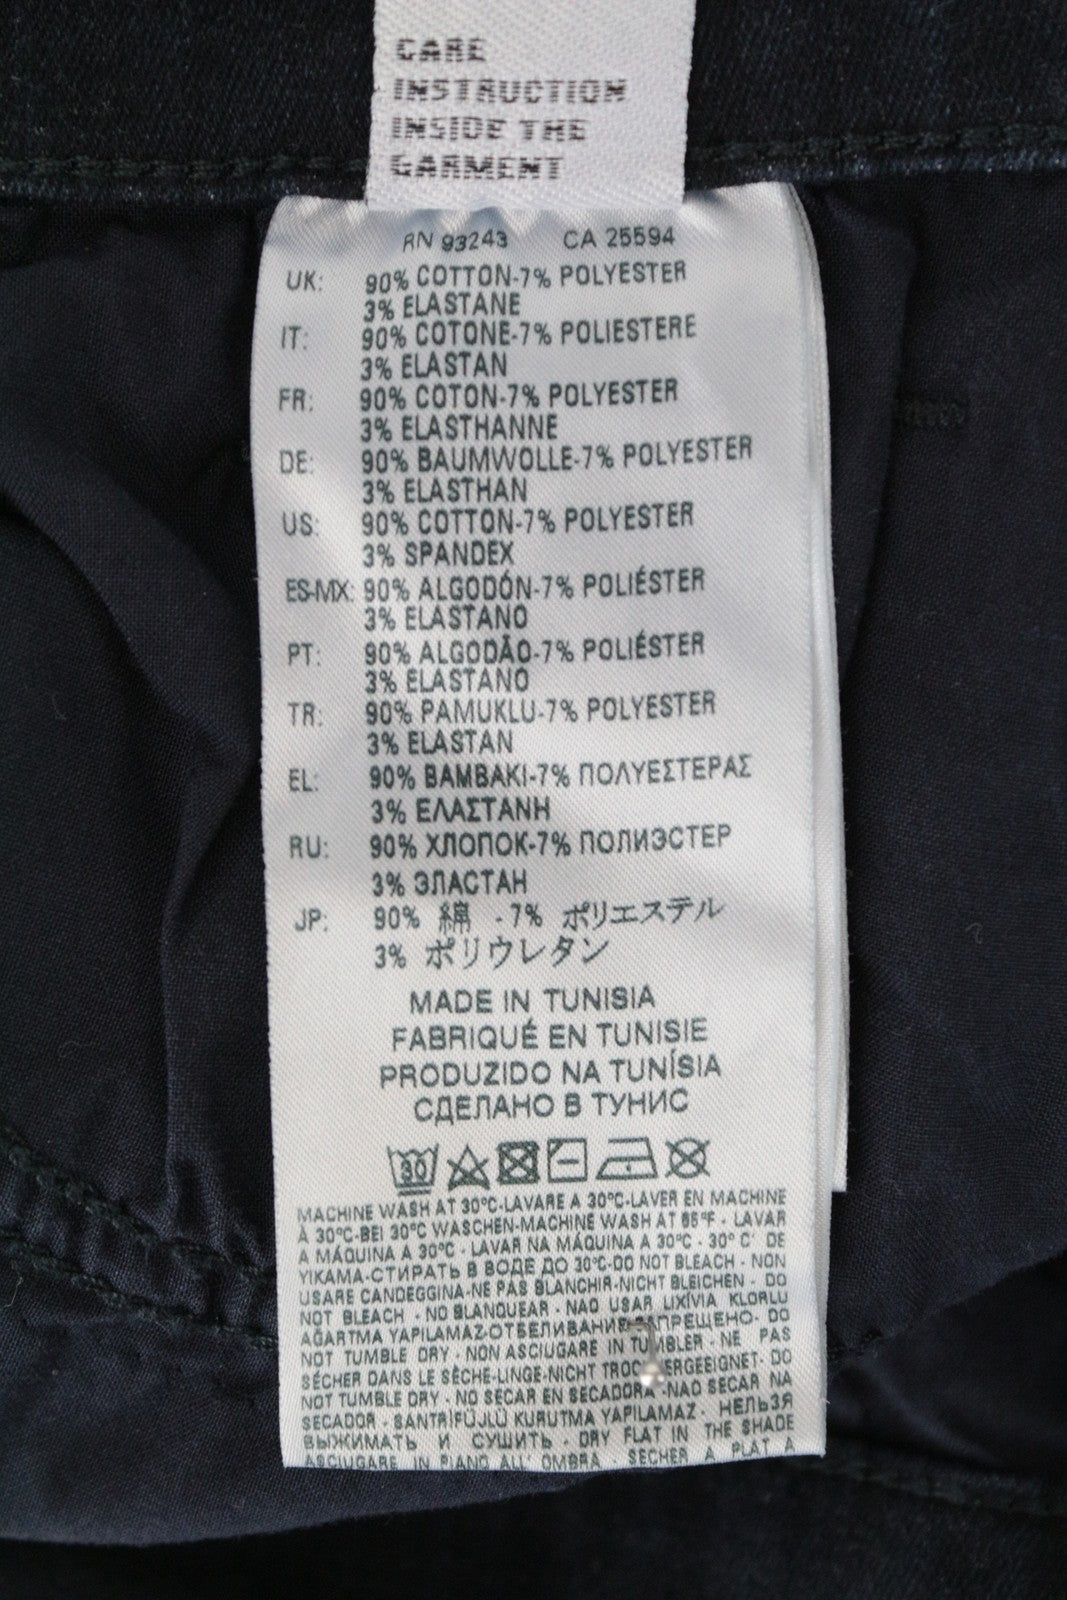 CARE
INSTRUCTION
INSIDE THE
GARMENT
RN 93243 CA 25594
UK: 90% COTTON-7% POLYESTER
3% ELASTANE
IT: 90% COTONE-7% POLIESTERE
3% ELASTAN
FR: 90% COTON-7% POLYESTER
3% ELASTHANNE
DE: 90% BAUMWOLLE-7% POLYESTER
3% ELASTHAN
US: 90% COTTON-7% POLYESTER
3% SPANDEX
ES-MX: 90% ALGODÓN-7% POLIÉSTER
3% ELASTANO
PT: 90% ALGODÃO-7% POLIÉSTER
3% ELASTANO
TR: 90% PAMUKLU-7% POLYESTER
3% ELASTAN
EL: 90% BAMBAKI-7% ΠΟΛΥΕΣΤΕΡΑΣ
3% ΕΛΑΣΤΑΝΗ
RU: 90% ХЛОПОК-7% ПОЛИЭСТЕР
3% ЭЛАСТАН
JP: 90% 綿 - 7% ポリエステル
3% ポリウレタン
MADE IN TUNISIA
FABRIQUÉ EN TUNISIE
PRODUZIDO NA TUNÍSIA
СДЕЛАНО В ТУНИС
30
MACHINE WASH AT 30°C-LAVARE A 30°C-LAVER EN MACHINE
À 30°C-BEI 30°C WASCHEN-MACHINE WASH AT 85°F - LAVAR
A MÁQUINA A 30°C - LAVAR NA MÁQUINA A 30°C - 30° C' DE
YIKAMA-СТИРАТЬ В ВОДЕ ДО 30°C-DO NOT BLEACH - NON
USARE CANDEGGINA-NE PAS BLANCHIR-NICHT BLEICHEN - DO
NOT BLEACH - NO BLANQUEAR - NAO USAR LIXÍVIA KLORLU
AĞARTMA YAPILAMAZ-ОТБЕЛИВАНИЕ - DO
NOT TUMBLE DRY - NON ASCIUGARE IN TUMBLER - NE PAS
SÉCHER DANS LE SÈCHE-LINGE-NICHT - DO
NOT TUMBLE DRY - NO SECAR EN SECADORA - NAO SECAR NA
SECADOR - SANTRİFÜJLÜ KURUTMA YAPILAMAZ - НЕЛЬЗЯ
ВЫЖИМАТЬ И СУШИТЬ - DRY FLAT IN THE SHADE
ASCIUGARE IN PIANO ALL' OMBRA - SÉCHER À PLAT A